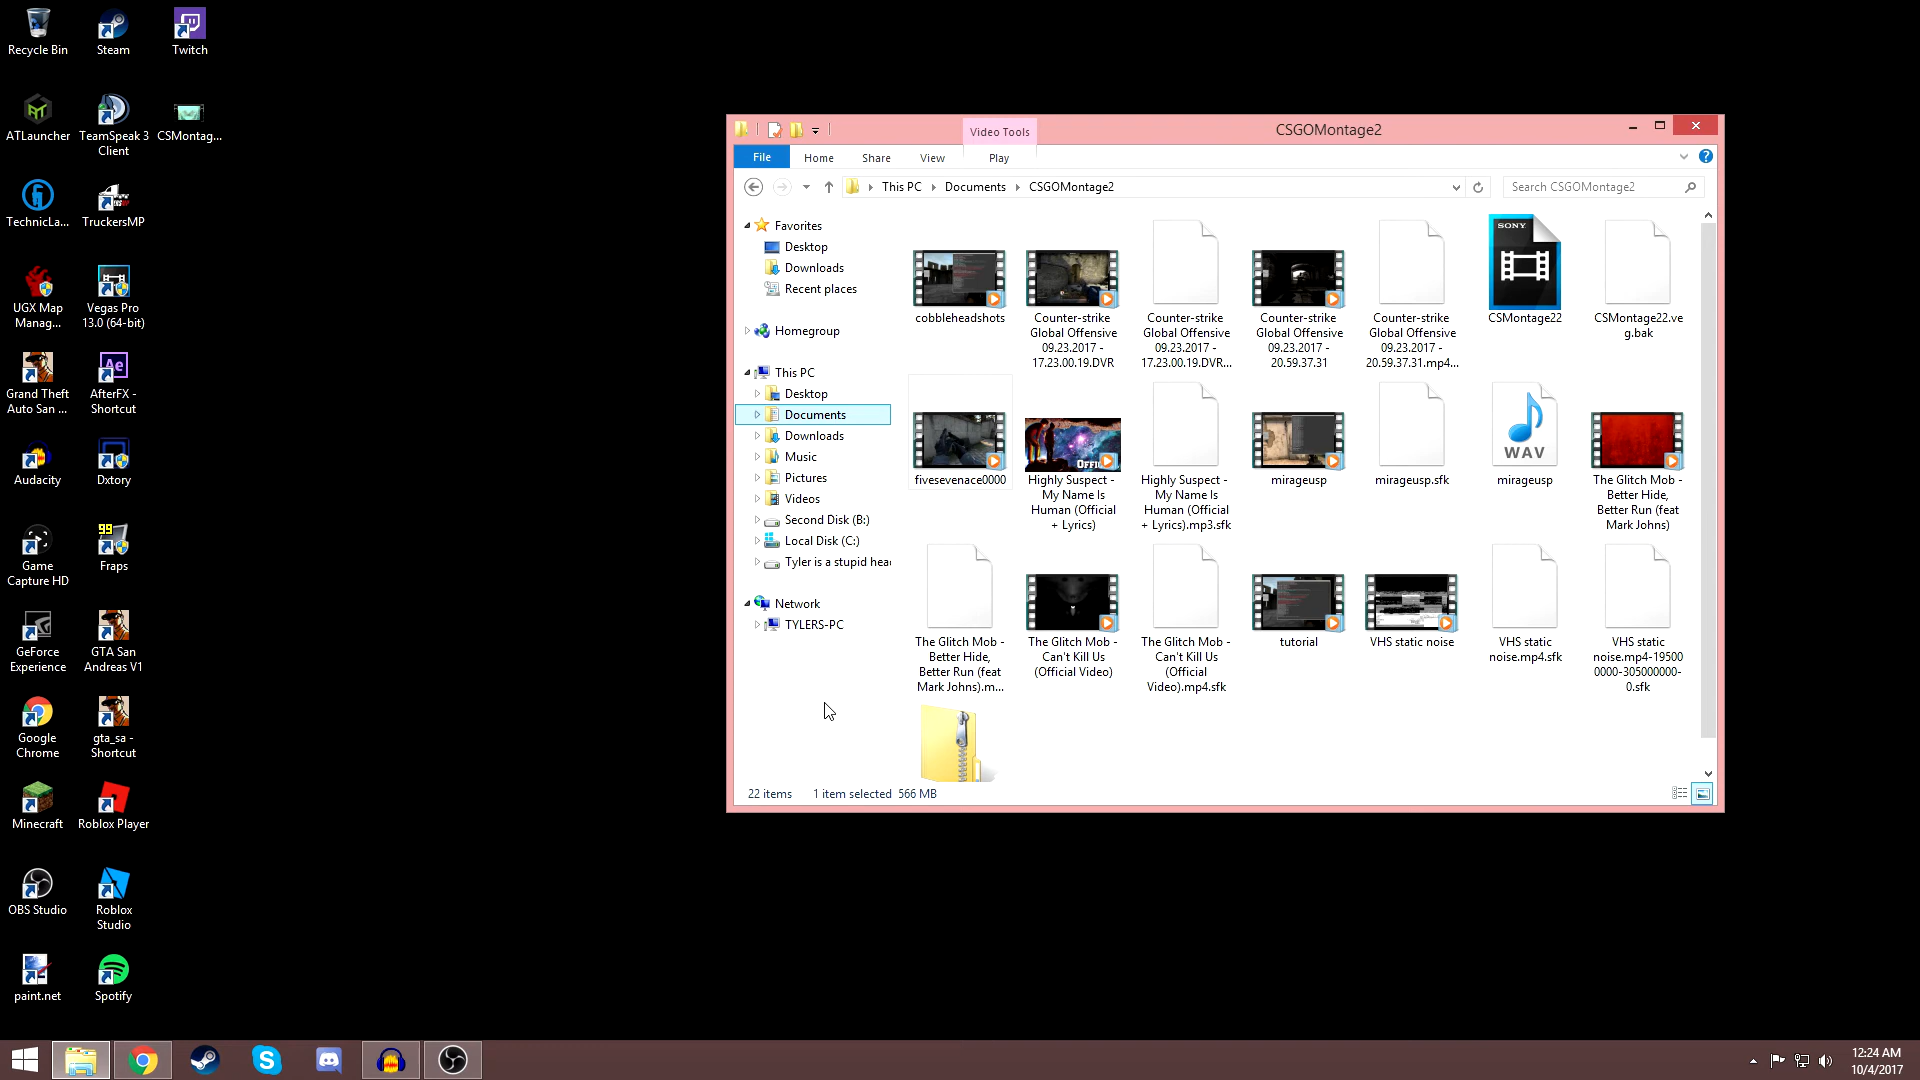 Recycle Bin
Steam
Twitch
ATLauncher
TeamSpeak 3
Client
CSMontag...
TechnicLa...
TruckersMP
UGX Map
Manag...
Vegas Pro
13.0 (64-bit)
Grand Theft
Auto San ...
AfterFX -
Shortcut
Audacity
Dxtory
Game
Capture HD
99
Fraps
GeForce
Experience
GTA San
Andreas V1
Google
Chrome
gta_sa -
Shortcut
Minecraft
Roblox Player
OBS Studio
Roblox
Studio
paint.net
Spotify
Video Tools
CSGOMontage2
File
Home
Share
View
Play
This PC
Documents
CSGOMontage2
Search CSGOMontage2
Favorites
Desktop
Downloads
Recent places
Homegroup
This PC
Desktop
Documents
Downloads
Music
Pictures
Videos
Second Disk (B:)
Local Disk (C:)
Tyler is a stupid hea
Network
TYLERS-PC
cobbleheadshots
Counter-strike
Global Offensive
09.23.2017 -
17.23.00.19.DVR
Counter-strike
Global Offensive
09.23.2017 -
17.23.00.19.DVR...
Counter-strike
Global Offensive
09.23.2017 -
20.59.37.31
Counter-strike
Global Offensive
09.23.2017 -
20.59.37.31.mp4...
SONY
CSMontage22
CSMontage22.ve
g.bak
fivesevenace0000
Highly Suspect -
My Name Is
Human (Official
+ Lyrics)
Highly Suspect -
My Name Is
Human (Official
+ Lyrics).mp3.sfk
mirageusp
mirageusp.sfk
WAV
mirageusp
The Glitch Mob -
Better Hide,
Better Run (feat
Mark Johns)
The Glitch Mob -
Better Hide,
Better Run (feat
Mark Johns).m...
The Glitch Mob -
Can't Kill Us
(Official Video)
The Glitch Mob -
Can't Kill Us
(Official
Video).mp4.sfk
tutorial
VHS static noise
VHS static
noise.mp4.sfk
VHS static
noise.mp4-19500
0000-305000000-
0.sfk
22 items
1 item selected 566 MB
12:24 AM
10/4/2017